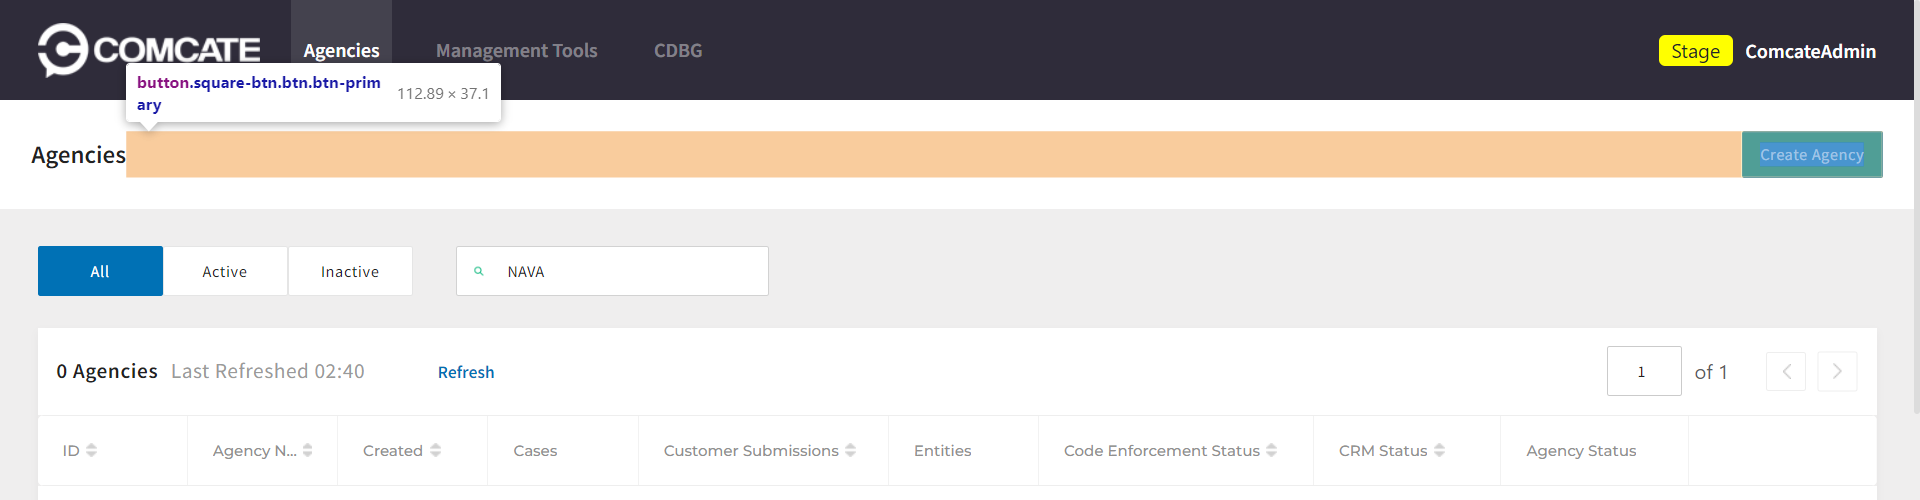 COMCATE
Agencies Management Tools CDBG
Stage ComcateAdmin
button.square-btn.btn.btn-prim
ary
112.89 × 37.1
Agencies
Create Agency
All Active Inactive
NAVA
0 Agencies Last Refreshed 02:40 Refresh
1 of 1
ID Agency N... Created Cases Customer Submissions Entities Code Enforcement Status CRM Status Agency Status